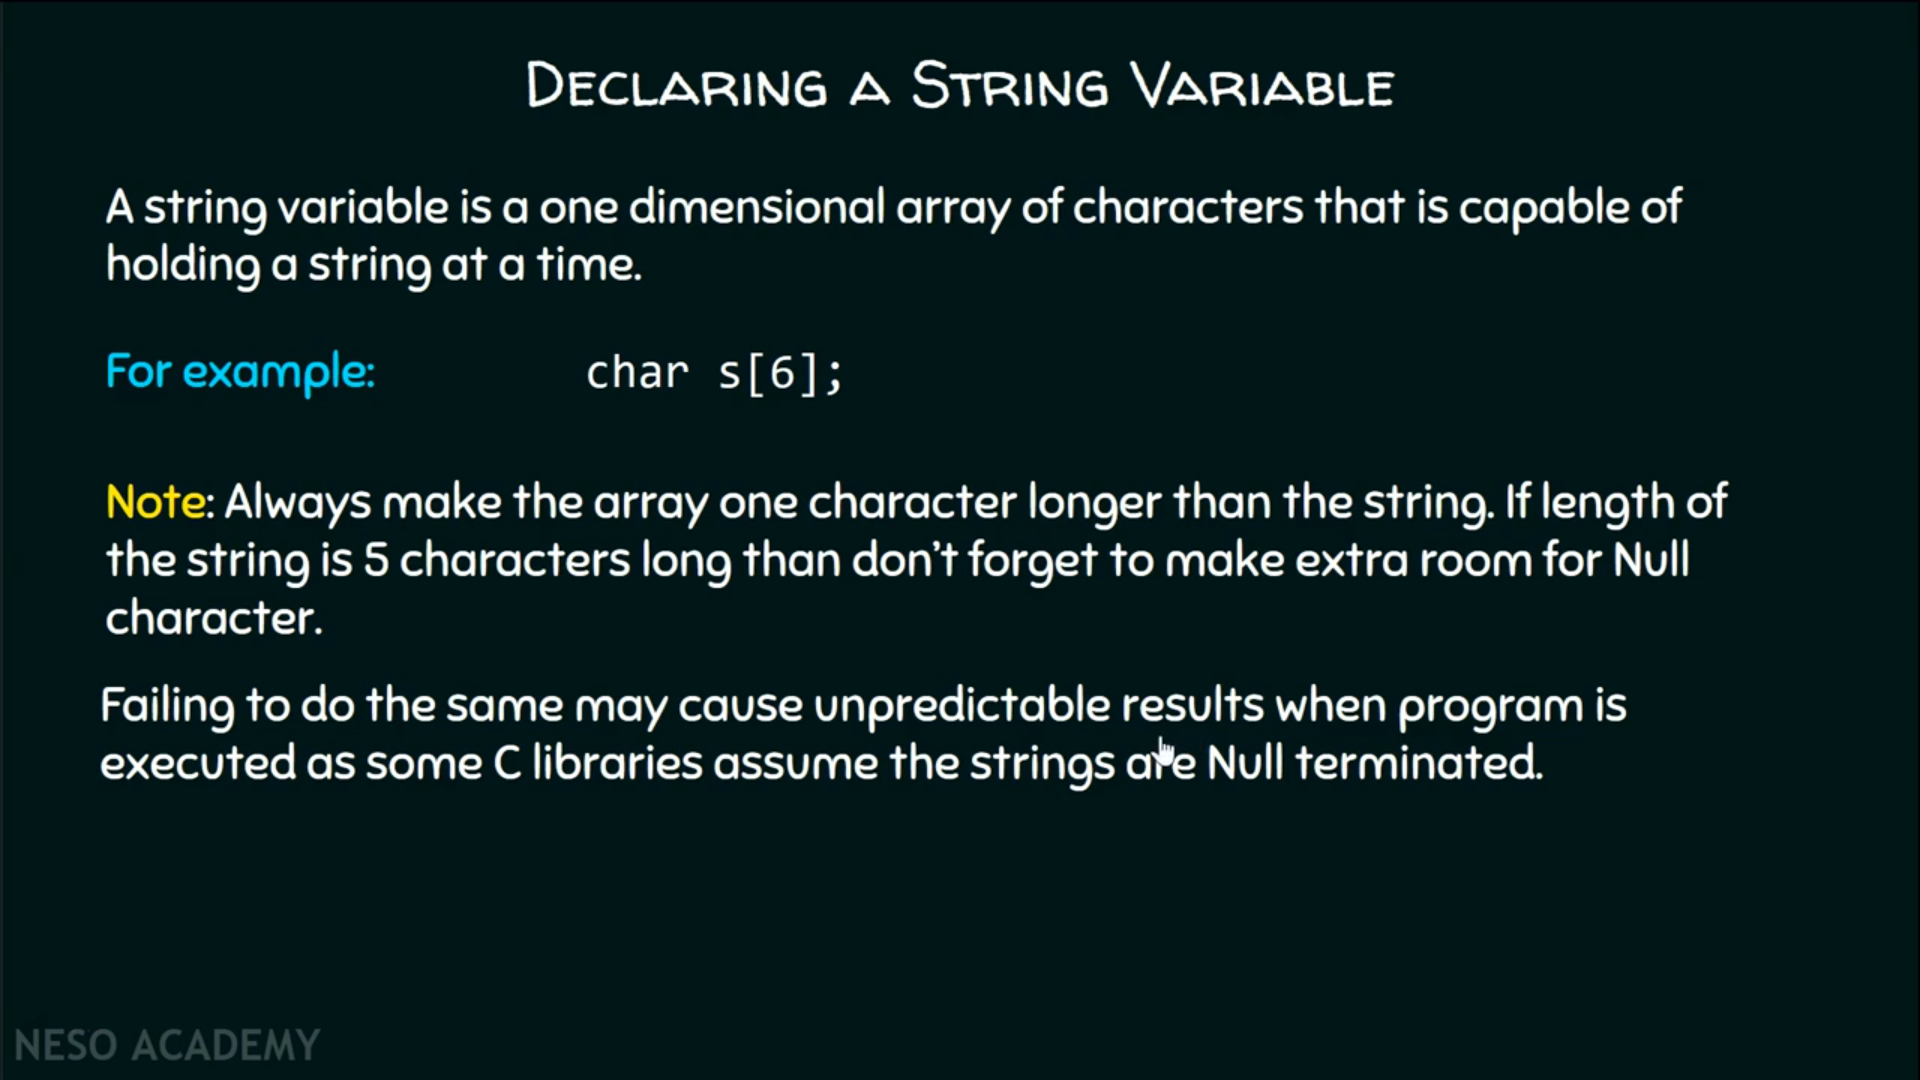 DECLARING A STRING VARIABLE
A string variable is a one dimensional array of characters that is capable of
holding a string at a time.
For example: char s[6];
Note: Always make the array one character longer than the string. If length of
the string is 5 characters long than don't forget to make extra room for Null
character.
Failing to do the same may cause unpredictable results when program is
executed as some C libraries assume the strings are Null terminated.
NESO ACADEMY